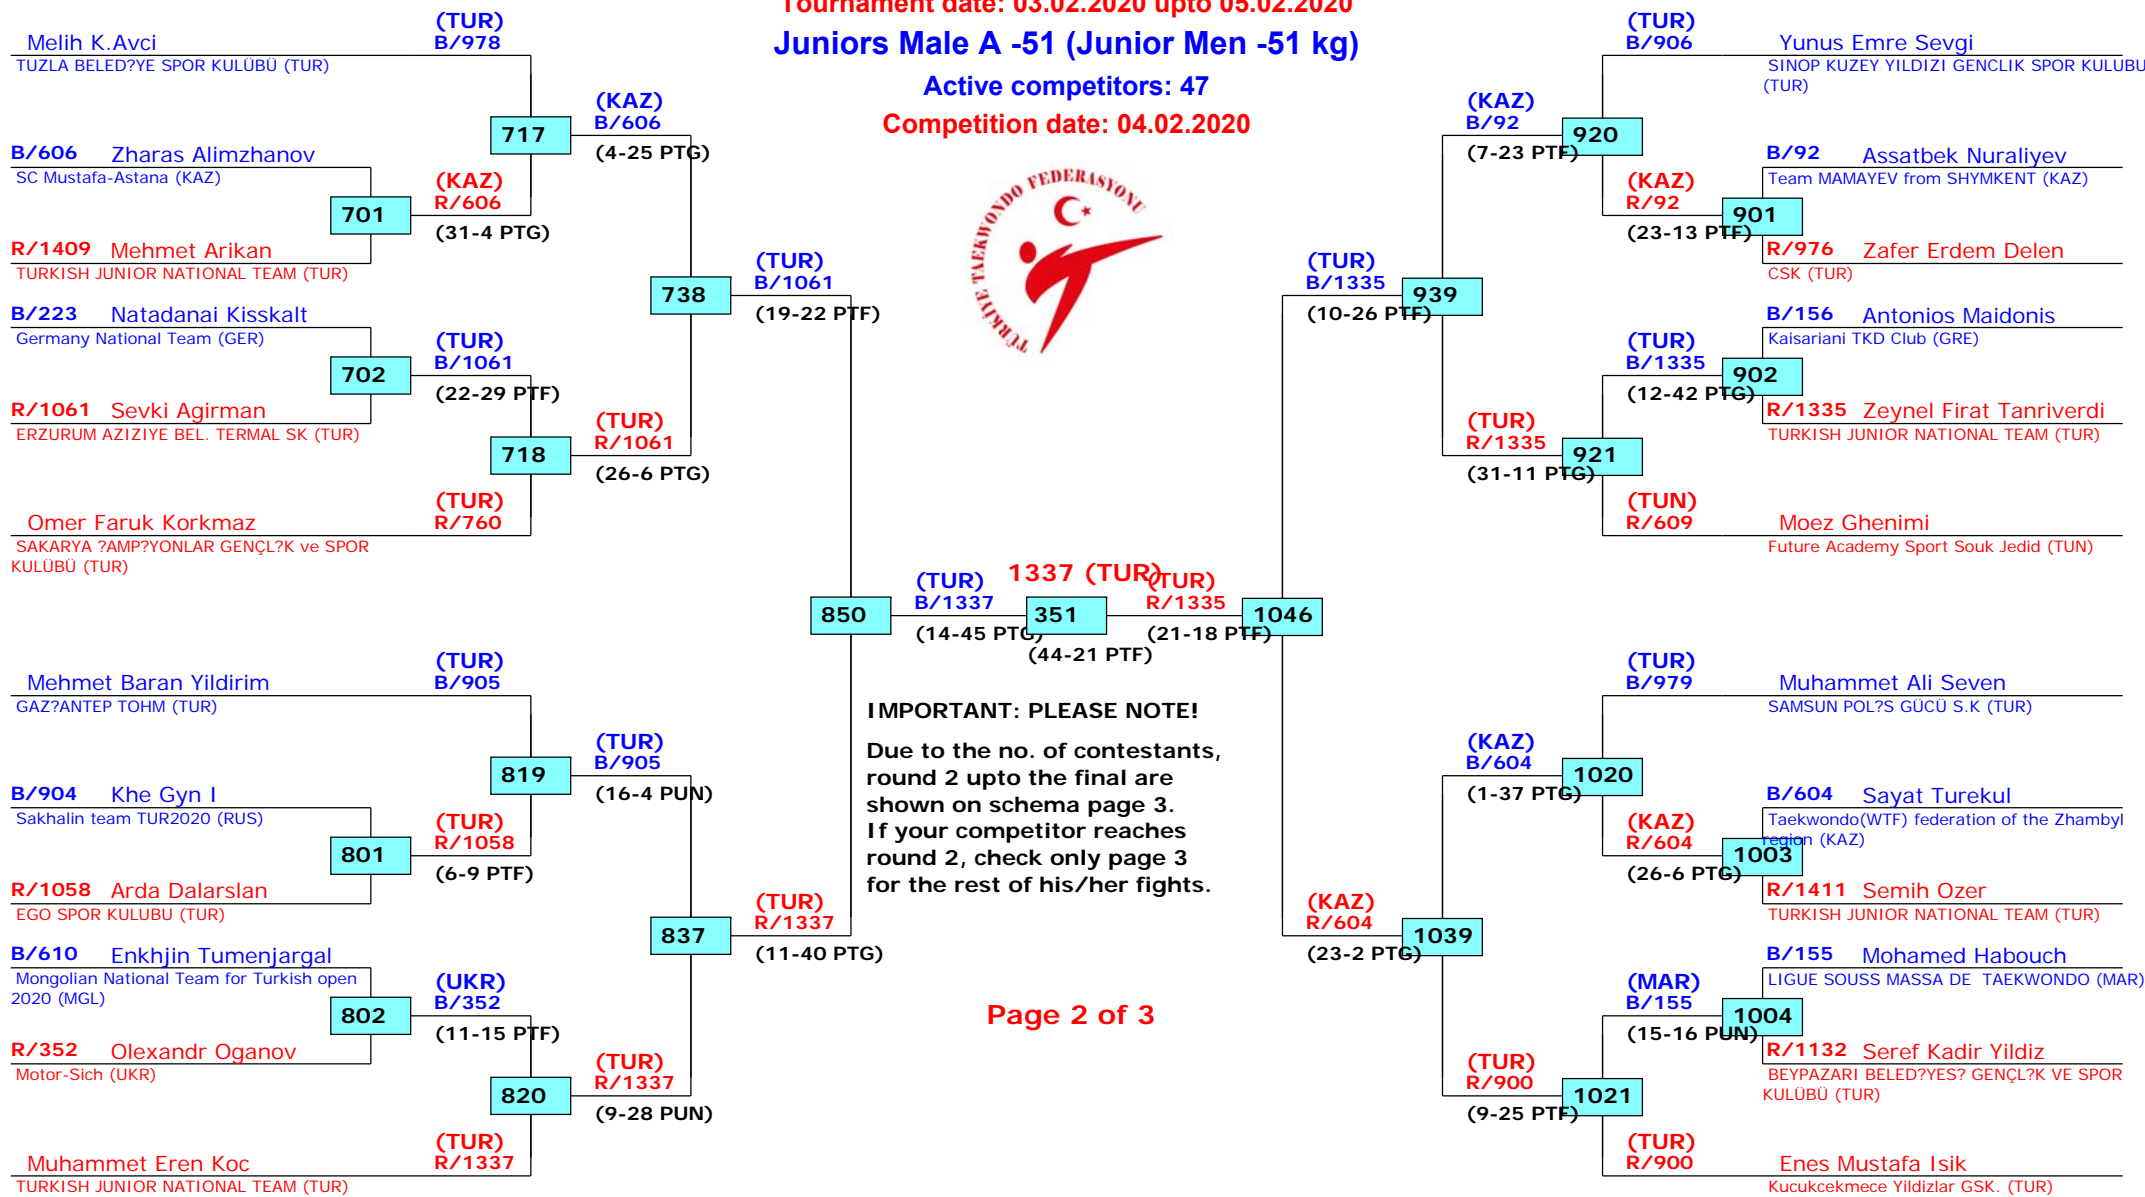 Tournament date: 03.02.2020 upto 05.02.2020
Juniors Male A -51 (Junior Men -51 kg)
Active competitors: 47
Competition date: 04.02.2020
TÜRKİYE TAEKWONDO FEDERASYONU
(TUR)
B/978
Melih K.Avci
TUZLA BELED?YE SPOR KULÜBÜ (TUR)
717
(KAZ)
B/606
(4-25 PTG)
B/606 Zharas Alimzhanov
SC Mustafa-Astana (KAZ)
701
(KAZ)
R/606
(31-4 PTG)
R/1409 Mehmet Arikan
TURKISH JUNIOR NATIONAL TEAM (TUR)
738
(TUR)
B/1061
(19-22 PTF)
B/223 Natadanai Kisskalt
Germany National Team (GER)
702
(TUR)
B/1061
(22-29 PTF)
R/1061 Sevki Agirman
ERZURUM AZIZIYE BEL. TERMAL SK (TUR)
718
(TUR)
R/1061
(26-6 PTG)
(TUR)
R/760
Omer Faruk Korkmaz
SAKARYA ?AMP?YONLAR GENÇL?K ve SPOR
KULÜBÜ (TUR)
850
(TUR)
B/1337
(14-45 PTG)
1337 (TUR)
351
(44-21 PTF)
(TUR)
R/1335
(21-18 PTF)
1046
(TUR)
B/905
Mehmet Baran Yildirim
GAZ?ANTEP TOHM (TUR)
819
(TUR)
B/905
(16-4 PUN)
B/904 Khe Gyn I
Sakhalin team TUR2020 (RUS)
801
(TUR)
R/1058
(6-9 PTF)
R/1058 Arda Dalarslan
EGO SPOR KULUBU (TUR)
837
(TUR)
R/1337
(11-40 PTG)
B/610 Enkhjin Tumenjargal
Mongolian National Team for Turkish open
2020 (MGL)
802
(UKR)
B/352
(11-15 PTF)
R/352 Olexandr Oganov
Motor-Sich (UKR)
820
(TUR)
R/1337
(9-28 PUN)
(TUR)
R/1337
Muhammet Eren Koc
TURKISH JUNIOR NATIONAL TEAM (TUR)
IMPORTANT: PLEASE NOTE!
Due to the no. of contestants,
round 2 upto the final are
shown on schema page 3.
If your competitor reaches
round 2, check only page 3
for the rest of his/her fights.
Page 2 of 3
(TUR)
B/906
Yunus Emre Sevgi
SINOP KUZEY YILDIZI GENCLIK SPOR KULUBU
(TUR)
(KAZ)
B/92
(7-23 PTF)
920
B/92 Assatbek Nuraliyev
Team MAMAYEV from SHYMKENT (KAZ)
(KAZ)
R/92
(23-13 PTF)
901
R/976 Zafer Erdem Delen
CSK (TUR)
(TUR)
B/1335
(10-26 PTF)
939
B/156 Antonios Maidonis
Kaisariani TKD Club (GRE)
(TUR)
B/1335
(12-42 PTG)
902
R/1335 Zeynel Firat Tanriverdi
TURKISH JUNIOR NATIONAL TEAM (TUR)
(TUR)
R/1335
(31-11 PTG)
921
(TUN)
R/609
Moez Ghenimi
Future Academy Sport Souk Jedid (TUN)
(TUR)
B/979
Muhammet Ali Seven
SAMSUN POL?S GÜCÜ S.K (TUR)
(KAZ)
B/604
(1-37 PTG)
1020
B/604 Sayat Turekul
Taekwondo(WTF) federation of the Zhambyl
region (KAZ)
(KAZ)
R/604
(26-6 PTG)
1003
R/1411 Semih Ozer
TURKISH JUNIOR NATIONAL TEAM (TUR)
(KAZ)
R/604
(23-2 PTG)
1039
B/155 Mohamed Habouch
LIGUE SOUSS MASSA DE TAEKWONDO (MAR)
(MAR)
B/155
(15-16 PUN)
1004
R/1132 Seref Kadir Yildiz
BEYPAZARI BELED?YES? GENÇL?K VE SPOR
KULÜBÜ (TUR)
(TUR)
R/900
(9-25 PTF)
1021
(TUR)
R/900
Enes Mustafa Isik
Kucukcekmece Yildizlar GSK. (TUR)